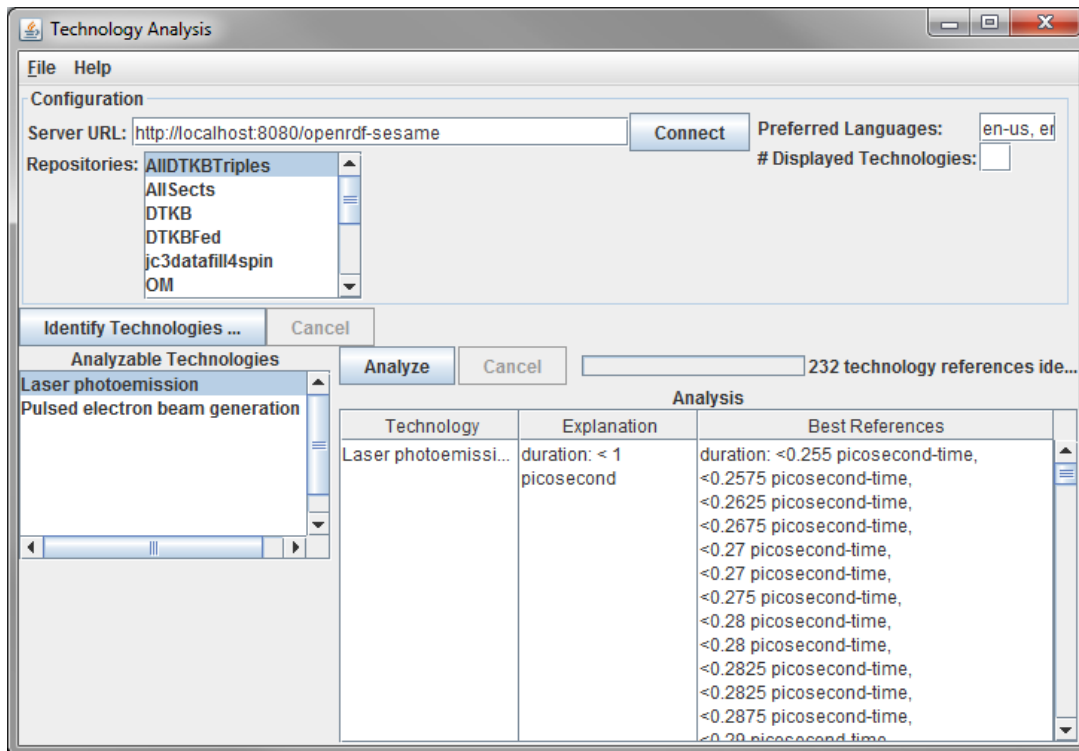 Technology Analysis
File Help
Configuration
Server URL: http://localhost:8080/openrdf-sesame Connect Preferred Languages: en-us, er
Repositories: # Displayed Technologies:
AllDTKBTriples
AllSects
DTKB
DTKBFed
jc3datafill4spin
OM
Identify Technologies ... Cancel
Analyzable Technologies
Laser photoemission
Pulsed electron beam generation
Analyze Cancel 232 technology references ide...
Analysis
Technology Explanation Best References
Laser photoemissi... duration: < 1 duration: <0.255 picosecond-time,
picosecond <0.2575 picosecond-time,
<0.2625 picosecond-time,
<0.2675 picosecond-time,
<0.27 picosecond-time,
<0.27 picosecond-time,
<0.275 picosecond-time,
<0.28 picosecond-time,
<0.28 picosecond-time,
<0.2825 picosecond-time,
<0.2825 picosecond-time,
<0.2875 picosecond-time,
<0.29 picosecond-time